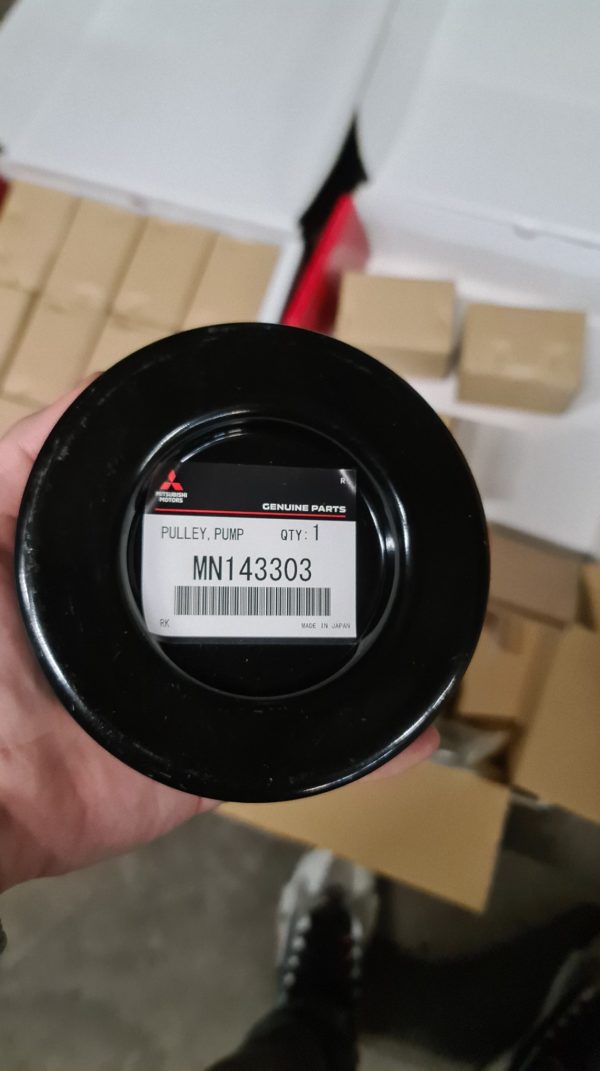 R
MITSUBISHI
MOTORS
GENUINE PARTS
PULLEY, PUMP QTY: 1
MN143303
RK MADE IN JAPAN